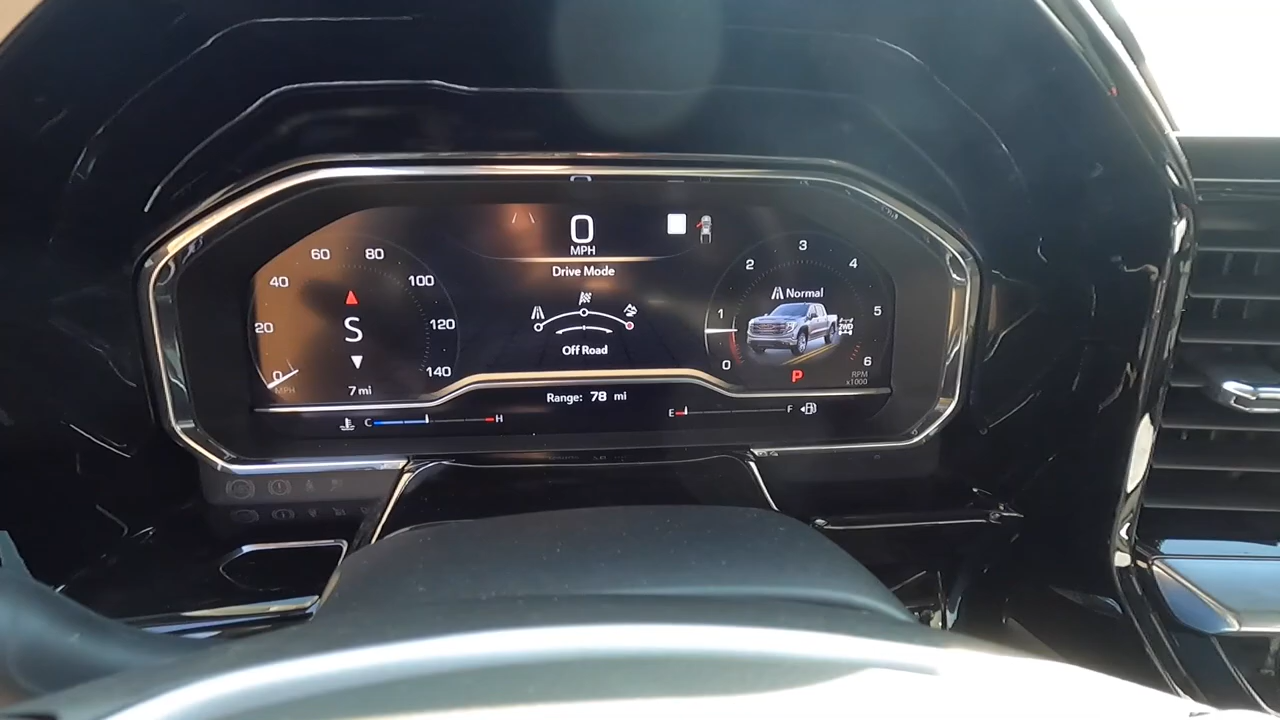 0
MPH
Drive Mode
Off Road
0
20
40
60
80
100
120
140
MPH
S
7 mi
0
1
2
3
4
5
6
RPM
x1000
Normal
2WD
P
Range: 78 mi
C H
E F